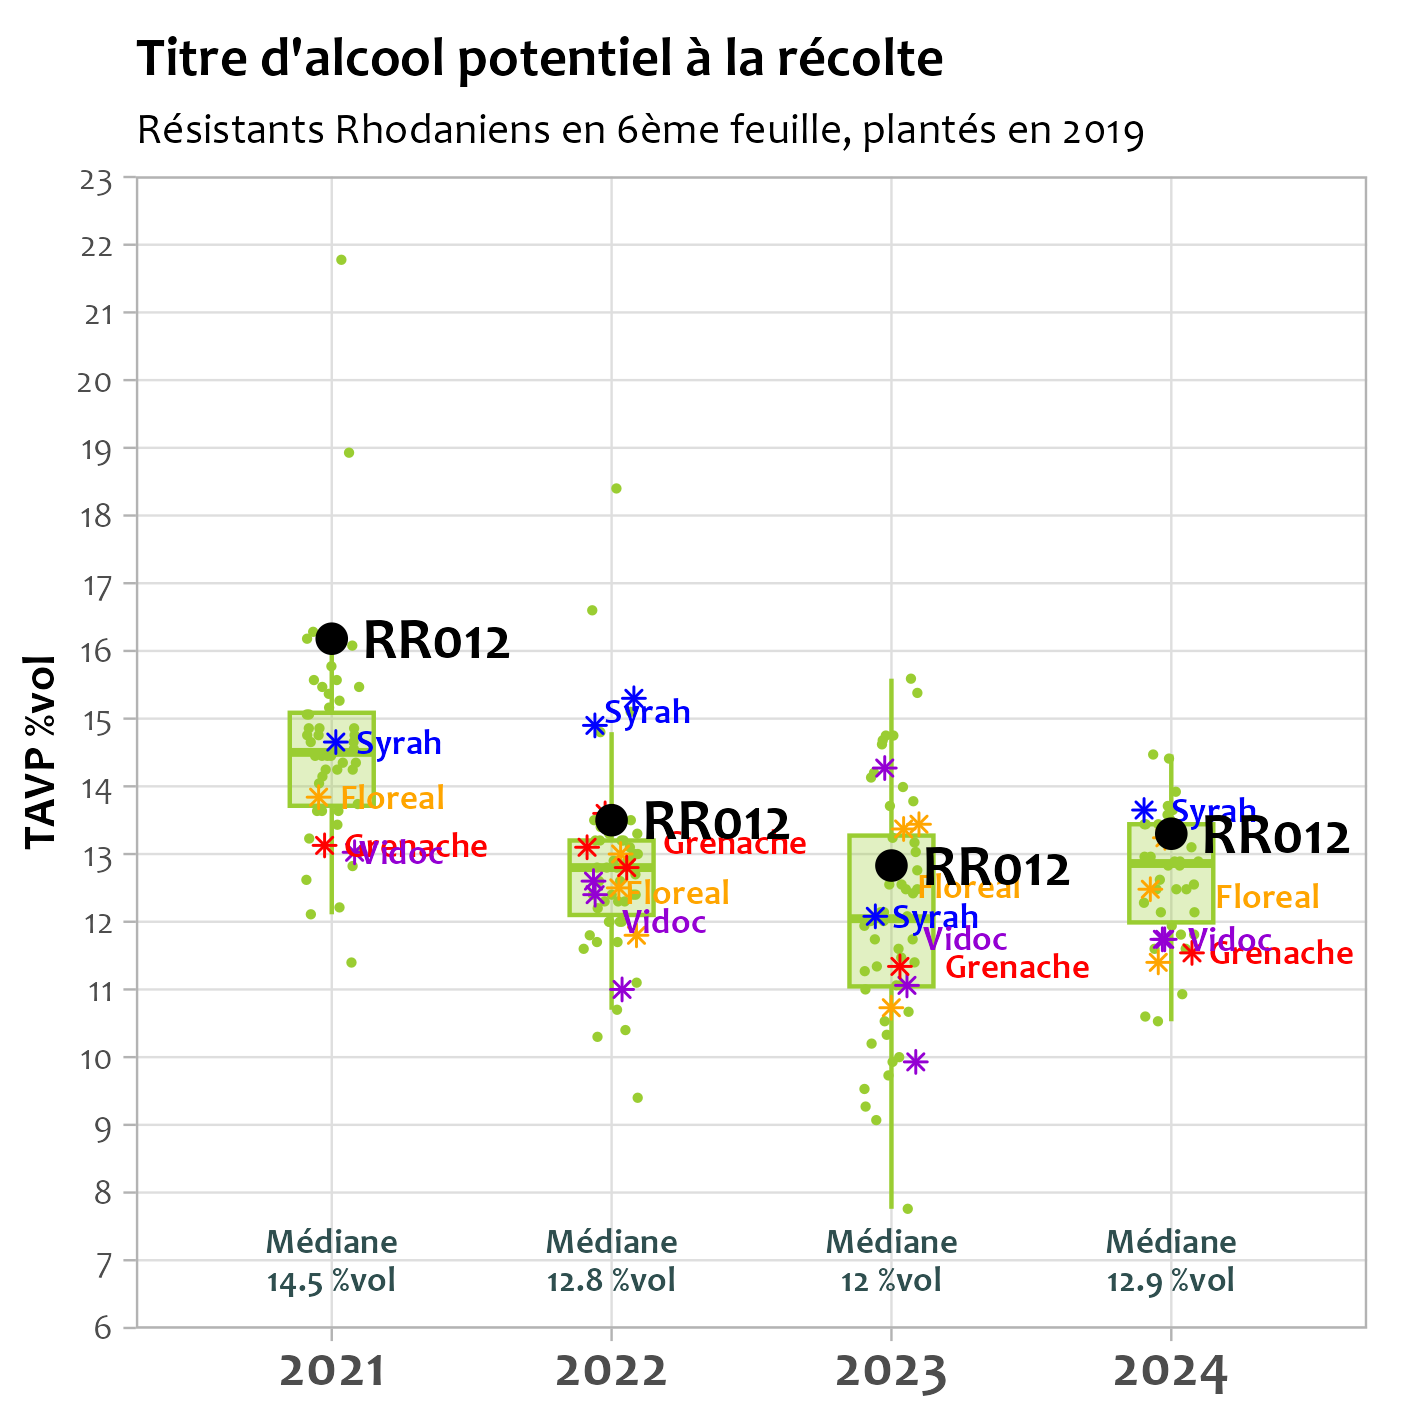 Titre d'alcool potentiel à la récolte
Résistants Rhodaniens en 6ème feuille, plantés en 2019
TAVP %vol
23
22
21
20
19
18
17
16
15
14
13
12
11
10
9
8
7
6
RR012
Syrah
Floreal
Grenache
Vidoc
Syrah
RR012
Grenache
Floreal
Vidoc
RR012
Floreal
Syrah
Vidoc
Grenache
Syrah
RR012
Floreal
Vidoc
Grenache
Médiane
14.5 %vol
Médiane
12.8 %vol
Médiane
12 %vol
Médiane
12.9 %vol
2021
2022
2023
2024